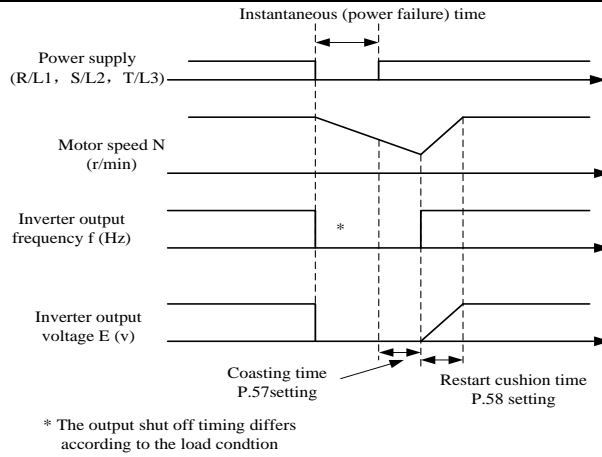 Instantaneous (power failure) time
Power supply
(R/L1， S/L2， T/L3)
Motor speed N
(r/min)
Inverter output
frequency f (Hz)
*
Inverter output
voltage E (v)
Coasting time
P.57setting
Restart cushion time
P.58 setting
* The output shut off timing differs
according to the load condtion